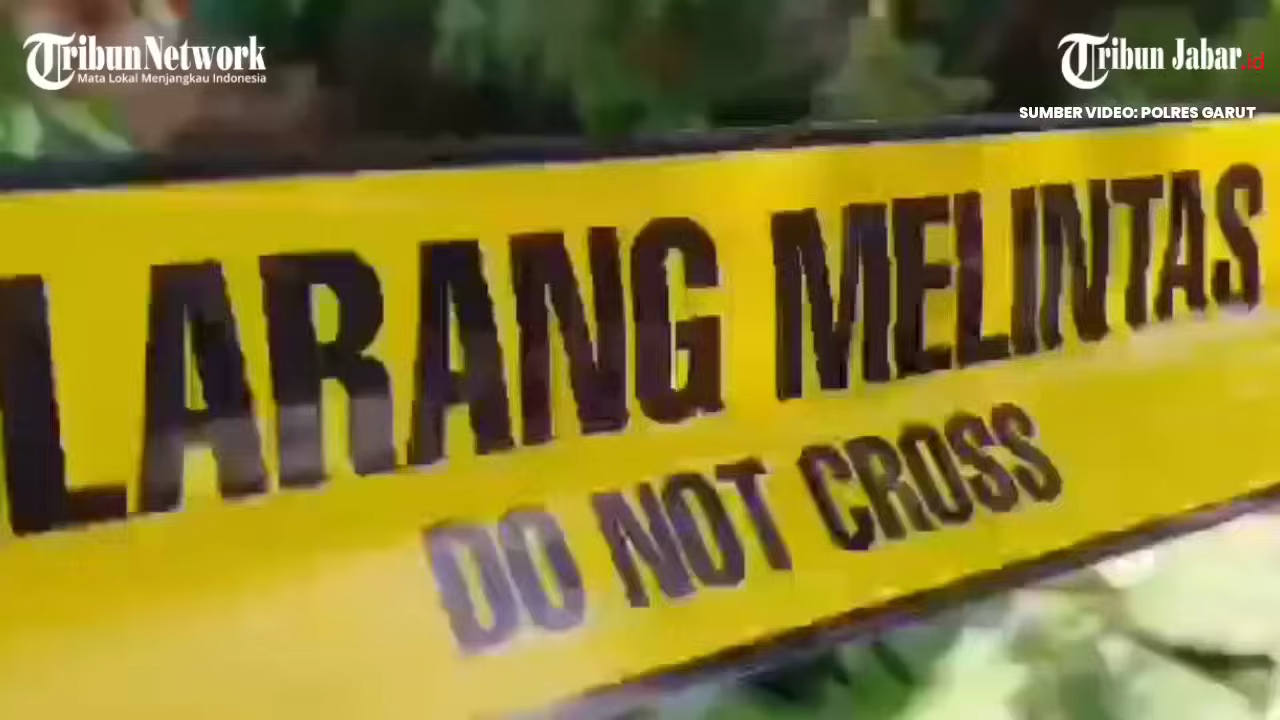 TribunNetwork
Mata Lokal Menjangkau Indonesia
Tribun Jabar.id
SUMBER VIDEO: POLRES GARUT
LARANG MELINTAS
DO NOT CROSS